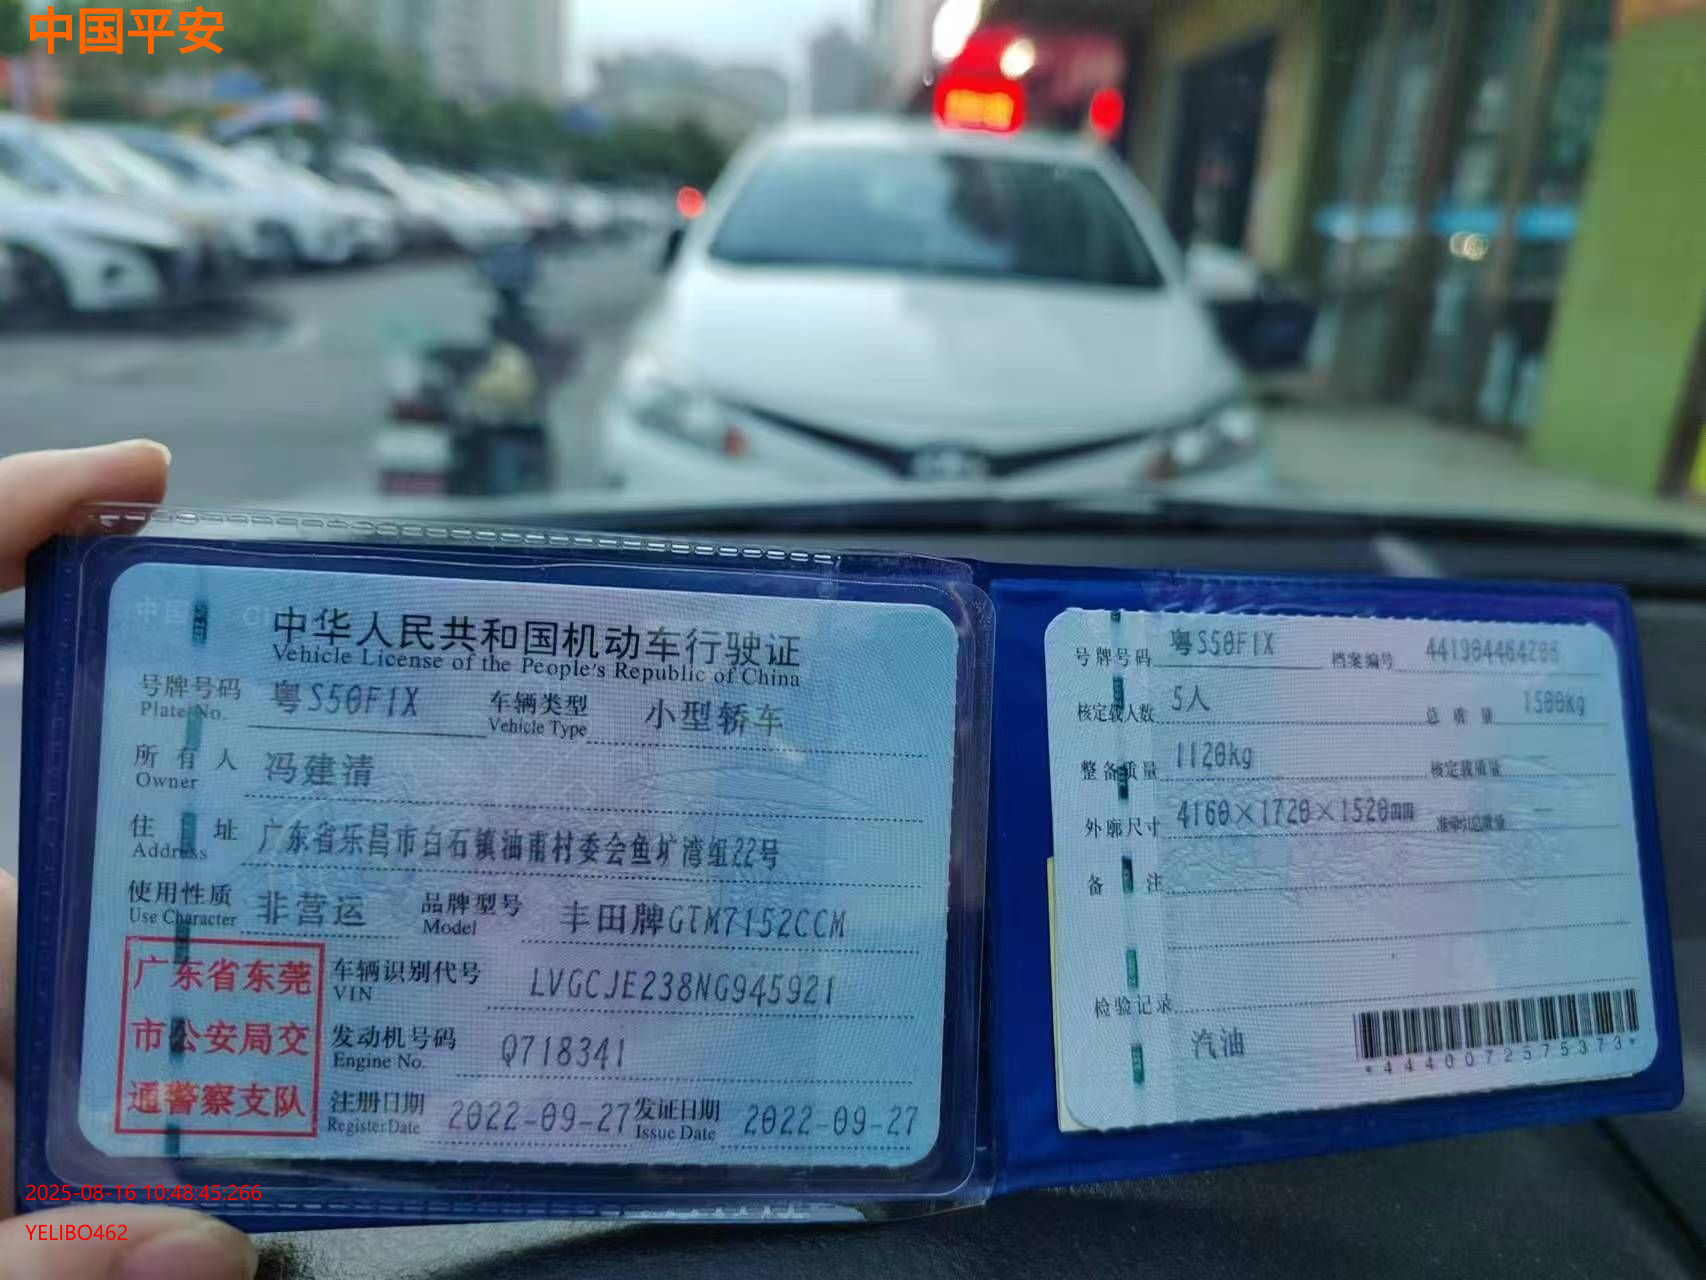 中国平安
中华人民共和国机动车行驶证
Vehicle License of the People's Republic of China
号牌号码 粤S50F1X 车辆类型 小型轿车
Plate No. Vehicle Type
所有人 冯建清
Owner
住址 广东省乐昌市白石镇油甫村委会鱼圹湾组22号
Address
使用性质 非营运 品牌型号 丰田牌GTM7152CCM
Use Character Model
广东省东莞
市公安局交
通警察支队
车辆识别代号 LVGCJE238NG945921
VIN
发动机号码 Q718341
Engine No.
注册日期 2022-09-27 发证日期 2022-09-27
Register Date Issue Date
号牌号码 粤S50F1X 档案编号 441904464206
核定载人数 5人 总质量 1500kg
整备质量 1120kg 核定载质量 —
外廓尺寸 4160×1720×1520mm 准牵引总质量 —
备注
检验记录
汽油
*4440072575373*
2025-08-16 10:48:45:266
YELIBO462